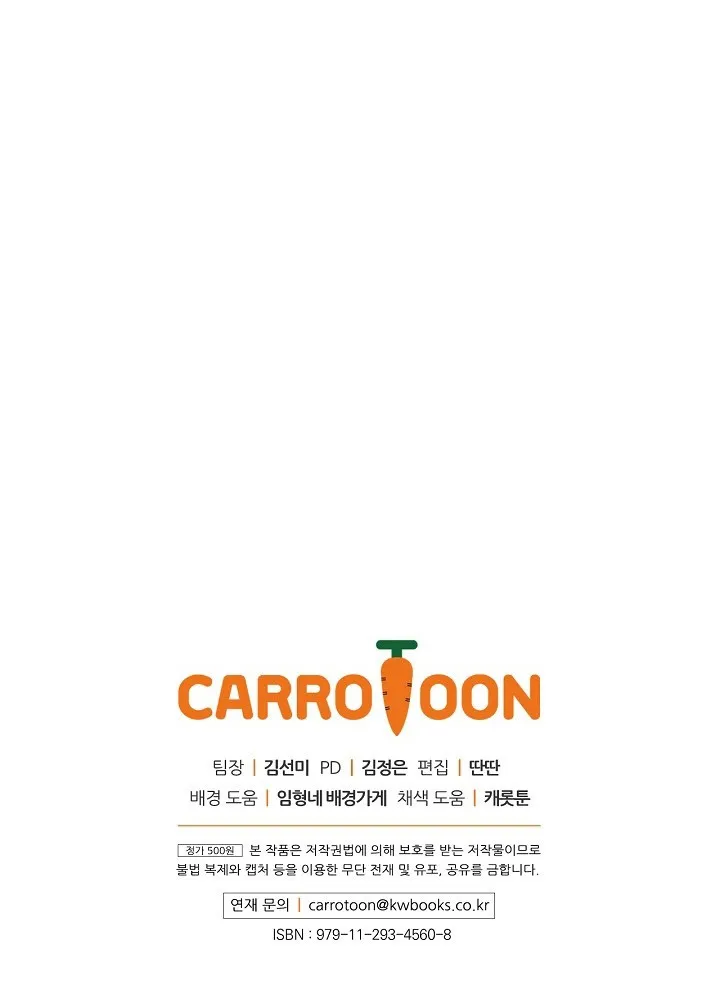 CARROTOON
팀장 | 김선미 PD | 김정은 편집 | 딴딴
배경 도움 | 임형네 배경가게 채색 도움 | 캐롯툰
정가 500원 본 작품은 저작권법에 의해 보호를 받는 저작물이므로
불법 복제와 캡처 등을 이용한 무단 전재 및 유포, 공유를 금합니다.
연재 문의 | carrotoon@kwbooks.co.kr
ISBN : 979-11-293-4560-8